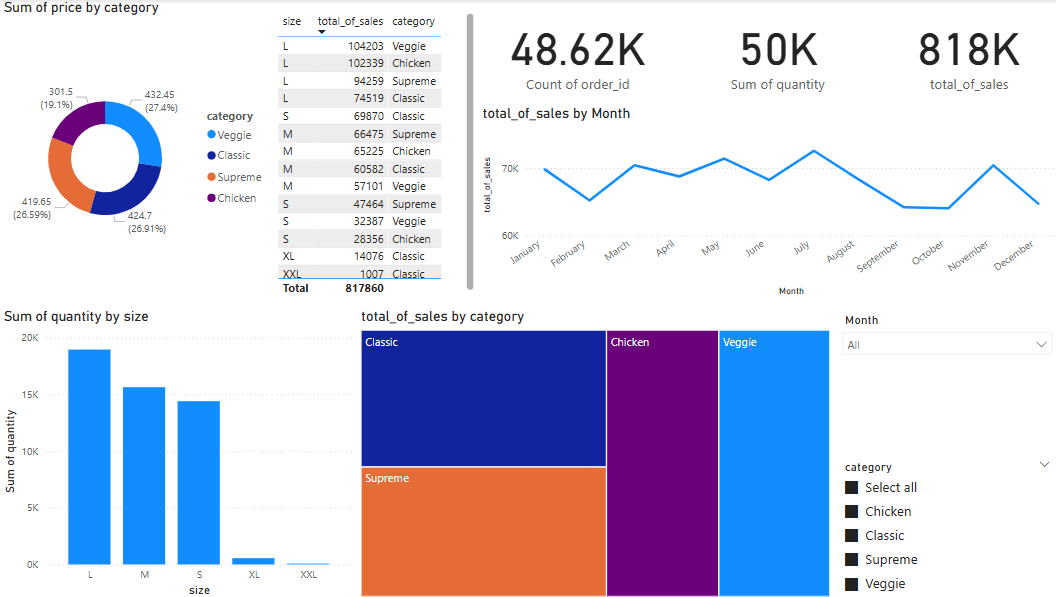 Sum of price by category
301.5
(19.1%)
432.45
(27.4%)
419.65
(26.59%)
424.7
(26.91%)
category
Veggie
Classic
Supreme
Chicken
size total_of_sales category
L 104203 Veggie
L 102339 Chicken
L 94259 Supreme
L 74519 Classic
S 69870 Classic
M 66475 Supreme
M 65225 Chicken
M 60582 Classic
M 57101 Veggie
S 47464 Supreme
S 32387 Veggie
S 28356 Chicken
XL 14076 Classic
XXL 1007 Classic
Total 817860
48.62K
Count of order_id
50K
Sum of quantity
818K
total_of_sales
total_of_sales by Month
total_of_sales
70K
60K
January February March April May June July August September October November December
Month
Sum of quantity by size
Sum of quantity
20K
15K
10K
5K
0K
L M S XL XXL
size
total_of_sales by category
Classic
Supreme
Chicken
Veggie
Month
All
category
Select all
Chicken
Classic
Supreme
Veggie